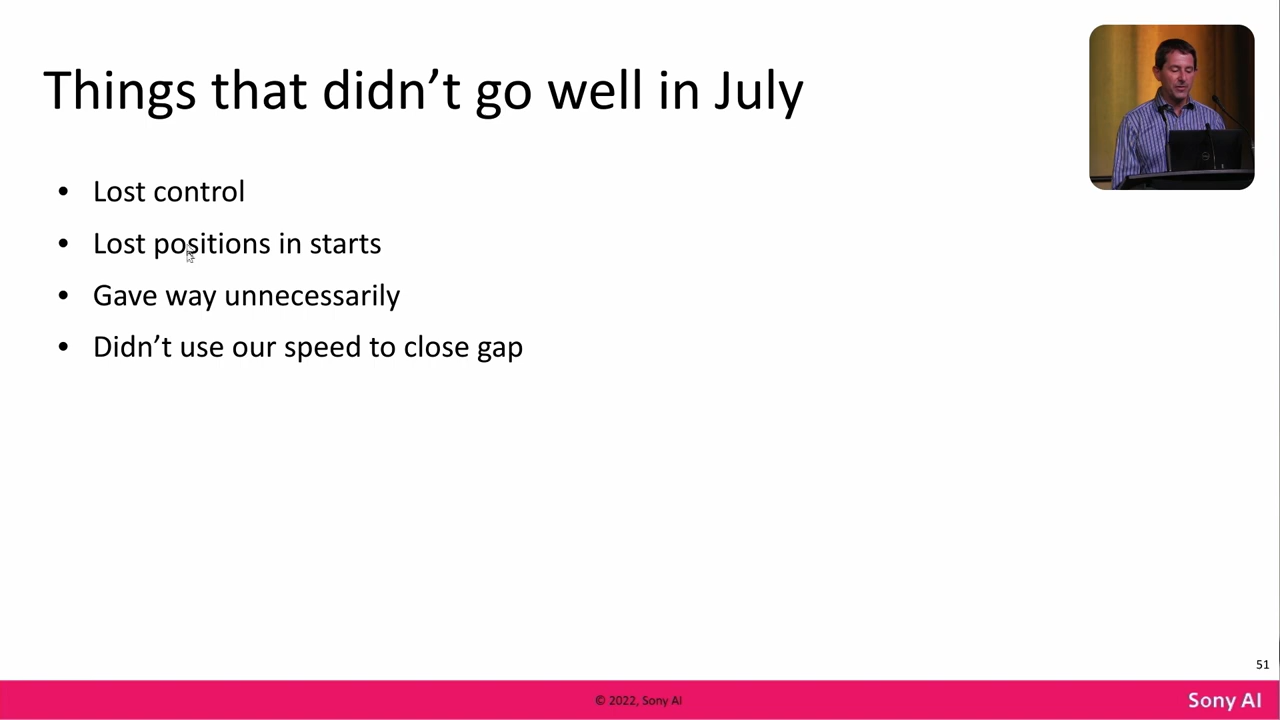 Things that didn’t go well in July
• Lost control
• Lost positions in starts
• Gave way unnecessarily
• Didn’t use our speed to close gap
51
© 2022, Sony AI
Sony AI